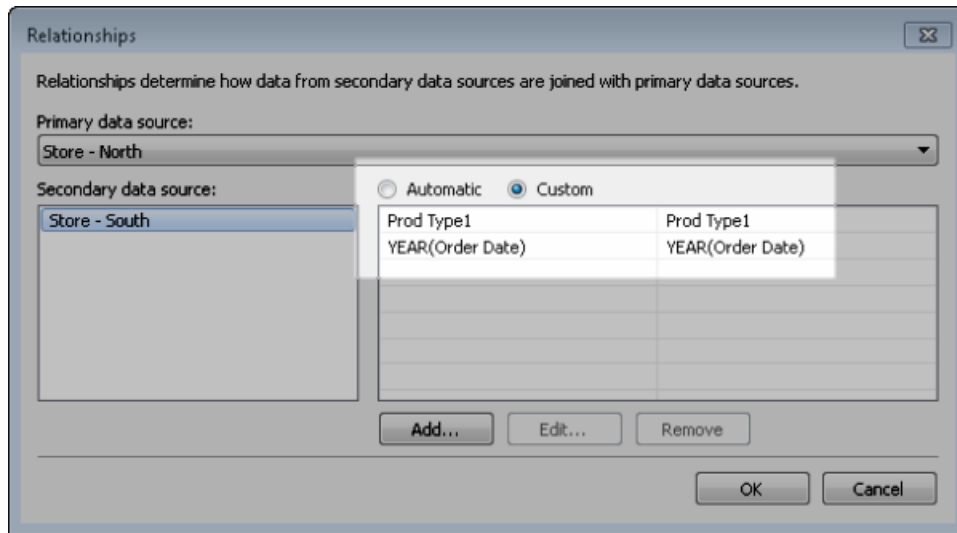 Relationships
Relationships determine how data from secondary data sources are joined with primary data sources.
Primary data source:
Store - North
Secondary data source:
Automatic Custom
Store - South
Prod Type1 Prod Type1
YEAR(Order Date) YEAR(Order Date)
Add... Edit... Remove
OK Cancel